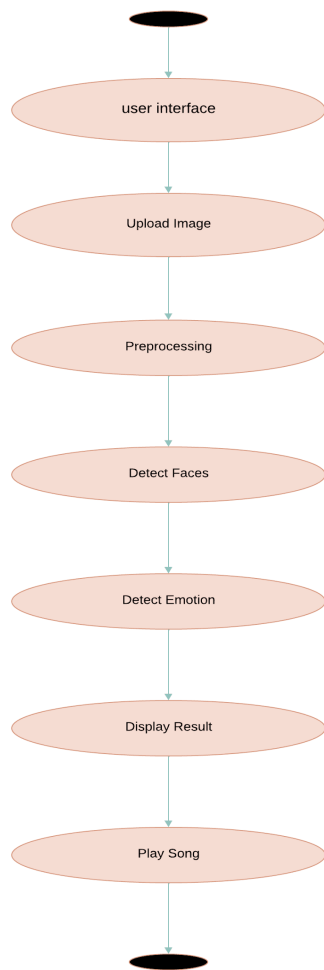 user interface
Upload Image
Preprocessing
Detect Faces
Detect Emotion
Display Result
Play Song